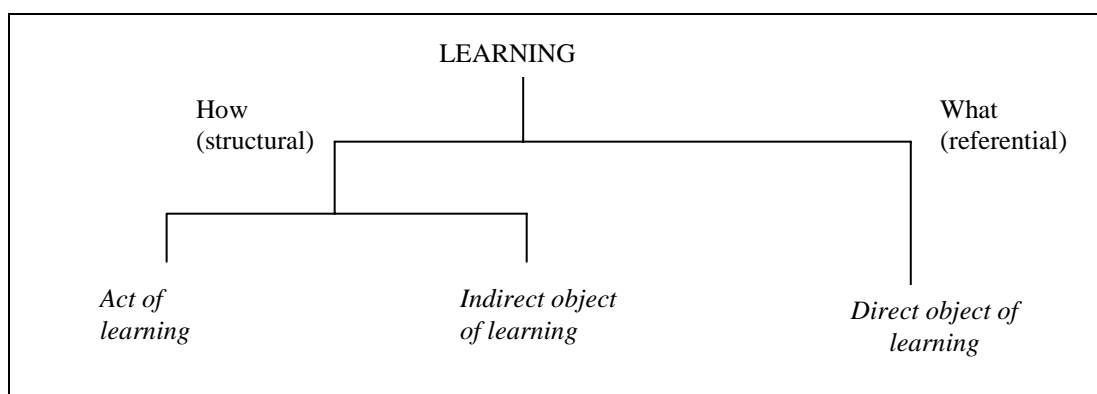 LEARNING
How
(structural)
What
(referential)
Act of
learning
Indirect object
of learning
Direct object of
learning